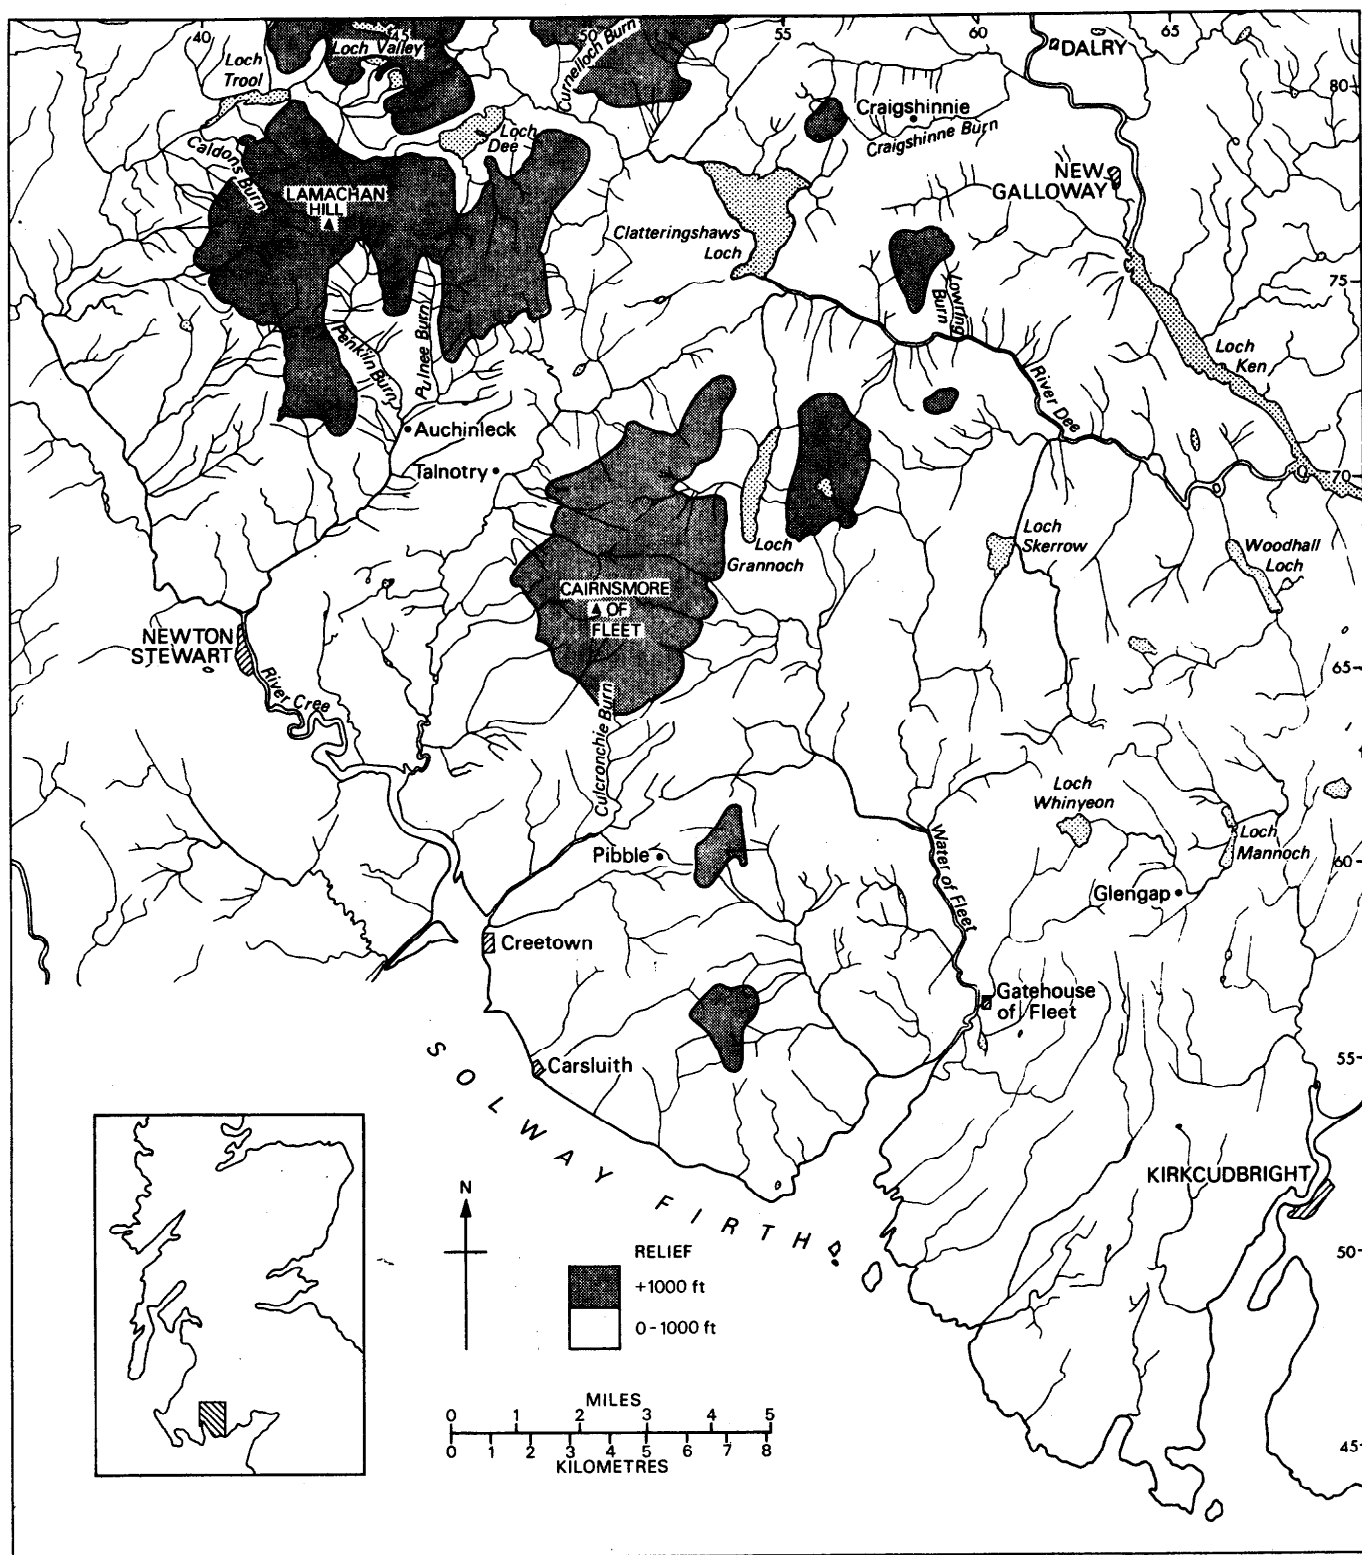 40
45
50
55
60
65
Loch Valley
Loch
Trool
Curnelloch Burn
DALRY
80
Craigshinnie
Craigshinne Burn
Loch
Dee
Caldons Burn
LAMACHAN
HILL
NEW
GALLOWAY
Clatteringshaws
Loch
75
Lowring
Burn
Penkiln Burn
Pulnee Burn
Loch
Ken
River Dee
Auchinleck
Talnotry
70
Loch
Grannoch
Loch
Skerrow
Woodhall
Loch
CAIRNSMORE
OF
FLEET
NEWTON
STEWART
65
River Cree
Culcronchie Burn
Loch
Whinyeon
Water of Fleet
Loch
Mannoch
Pibble
60
Glengap
Creetown
Gatehouse
of Fleet
55
Carsluith
SOLWAY FIRTH
KIRKCUDBRIGHT
N
RELIEF
+1000 ft
0-1000 ft
50
MILES
0 1 2 3 4 5
0 1 2 3 4 5 6 7 8
KILOMETRES
45